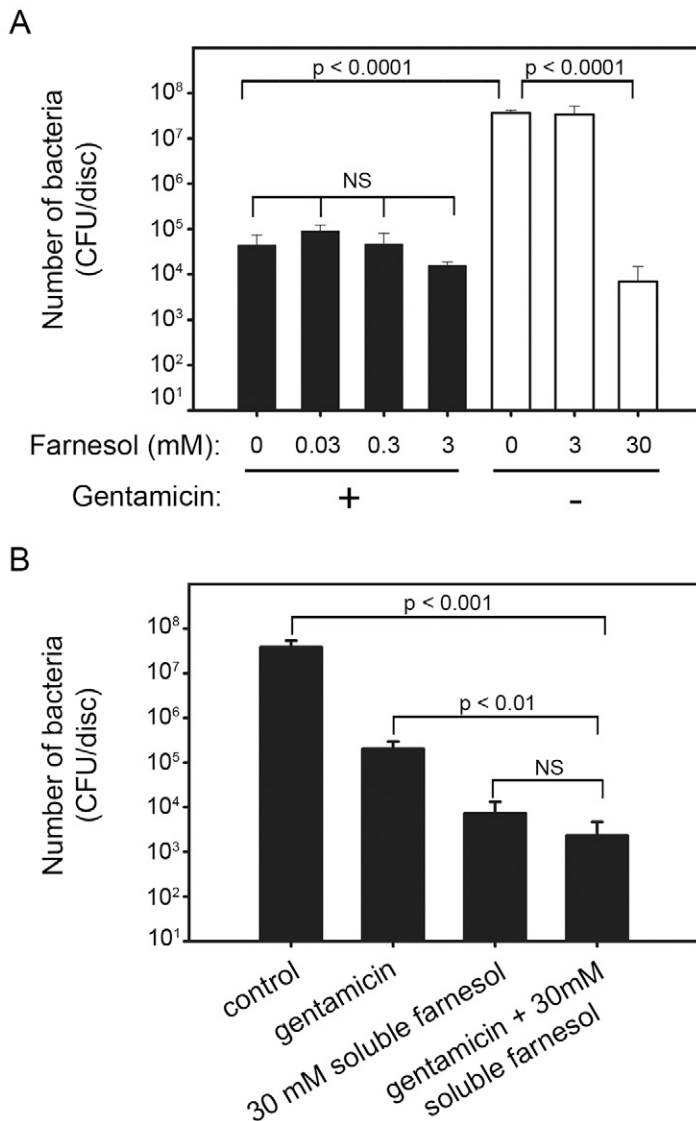 A
Number of bacteria
(CFU/disc)
10⁸
10⁷
10⁶
10⁵
10⁴
10³
10²
10¹
p < 0.0001
p < 0.0001
NS
Farnesol (mM): 0 0.03 0.3 3 0 3 30
Gentamicin: + -
B
Number of bacteria
(CFU/disc)
10⁸
10⁷
10⁶
10⁵
10⁴
10³
10²
10¹
p < 0.001
p < 0.01
NS
control
gentamicin
30 mM soluble farnesol
gentamicin + 30mM
soluble farnesol